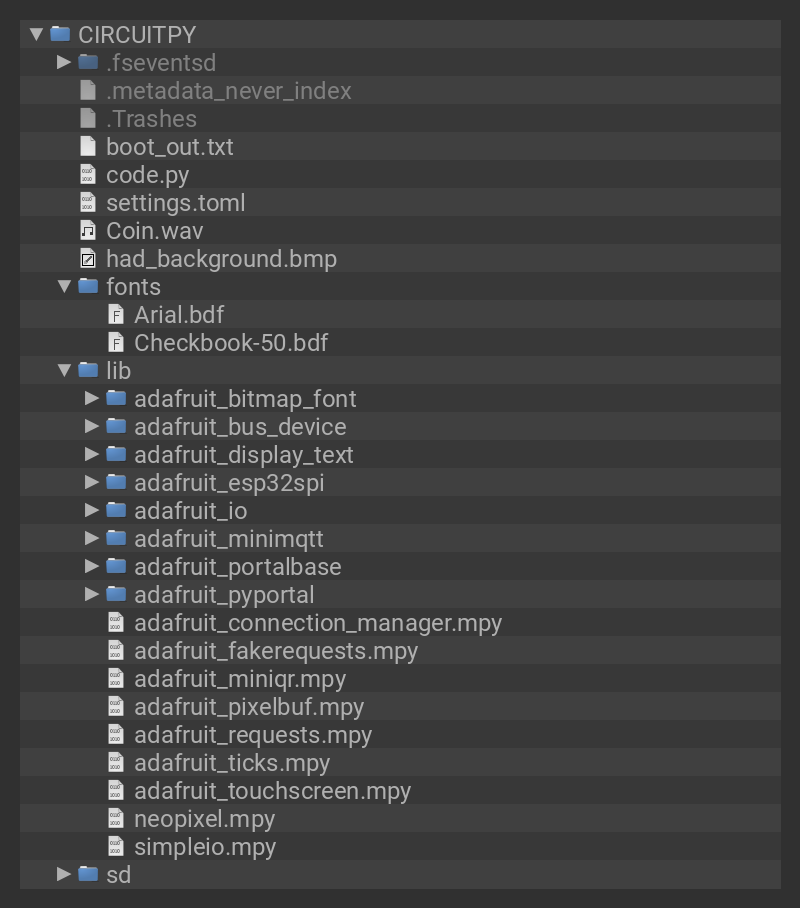 CIRCUITPY
.fseventsd
.metadata_never_index
.Trashes
boot_out.txt
code.py
settings.toml
Coin.wav
had_background.bmp
fonts
Arial.bdf
Checkbook-50.bdf
lib
adafruit_bitmap_font
adafruit_bus_device
adafruit_display_text
adafruit_esp32spi
adafruit_io
adafruit_minimqtt
adafruit_portalbase
adafruit_pyportal
adafruit_connection_manager.mpy
adafruit_fakerequests.mpy
adafruit_miniqr.mpy
adafruit_pixelbuf.mpy
adafruit_requests.mpy
adafruit_ticks.mpy
adafruit_touchscreen.mpy
neopixel.mpy
simpleio.mpy
sd